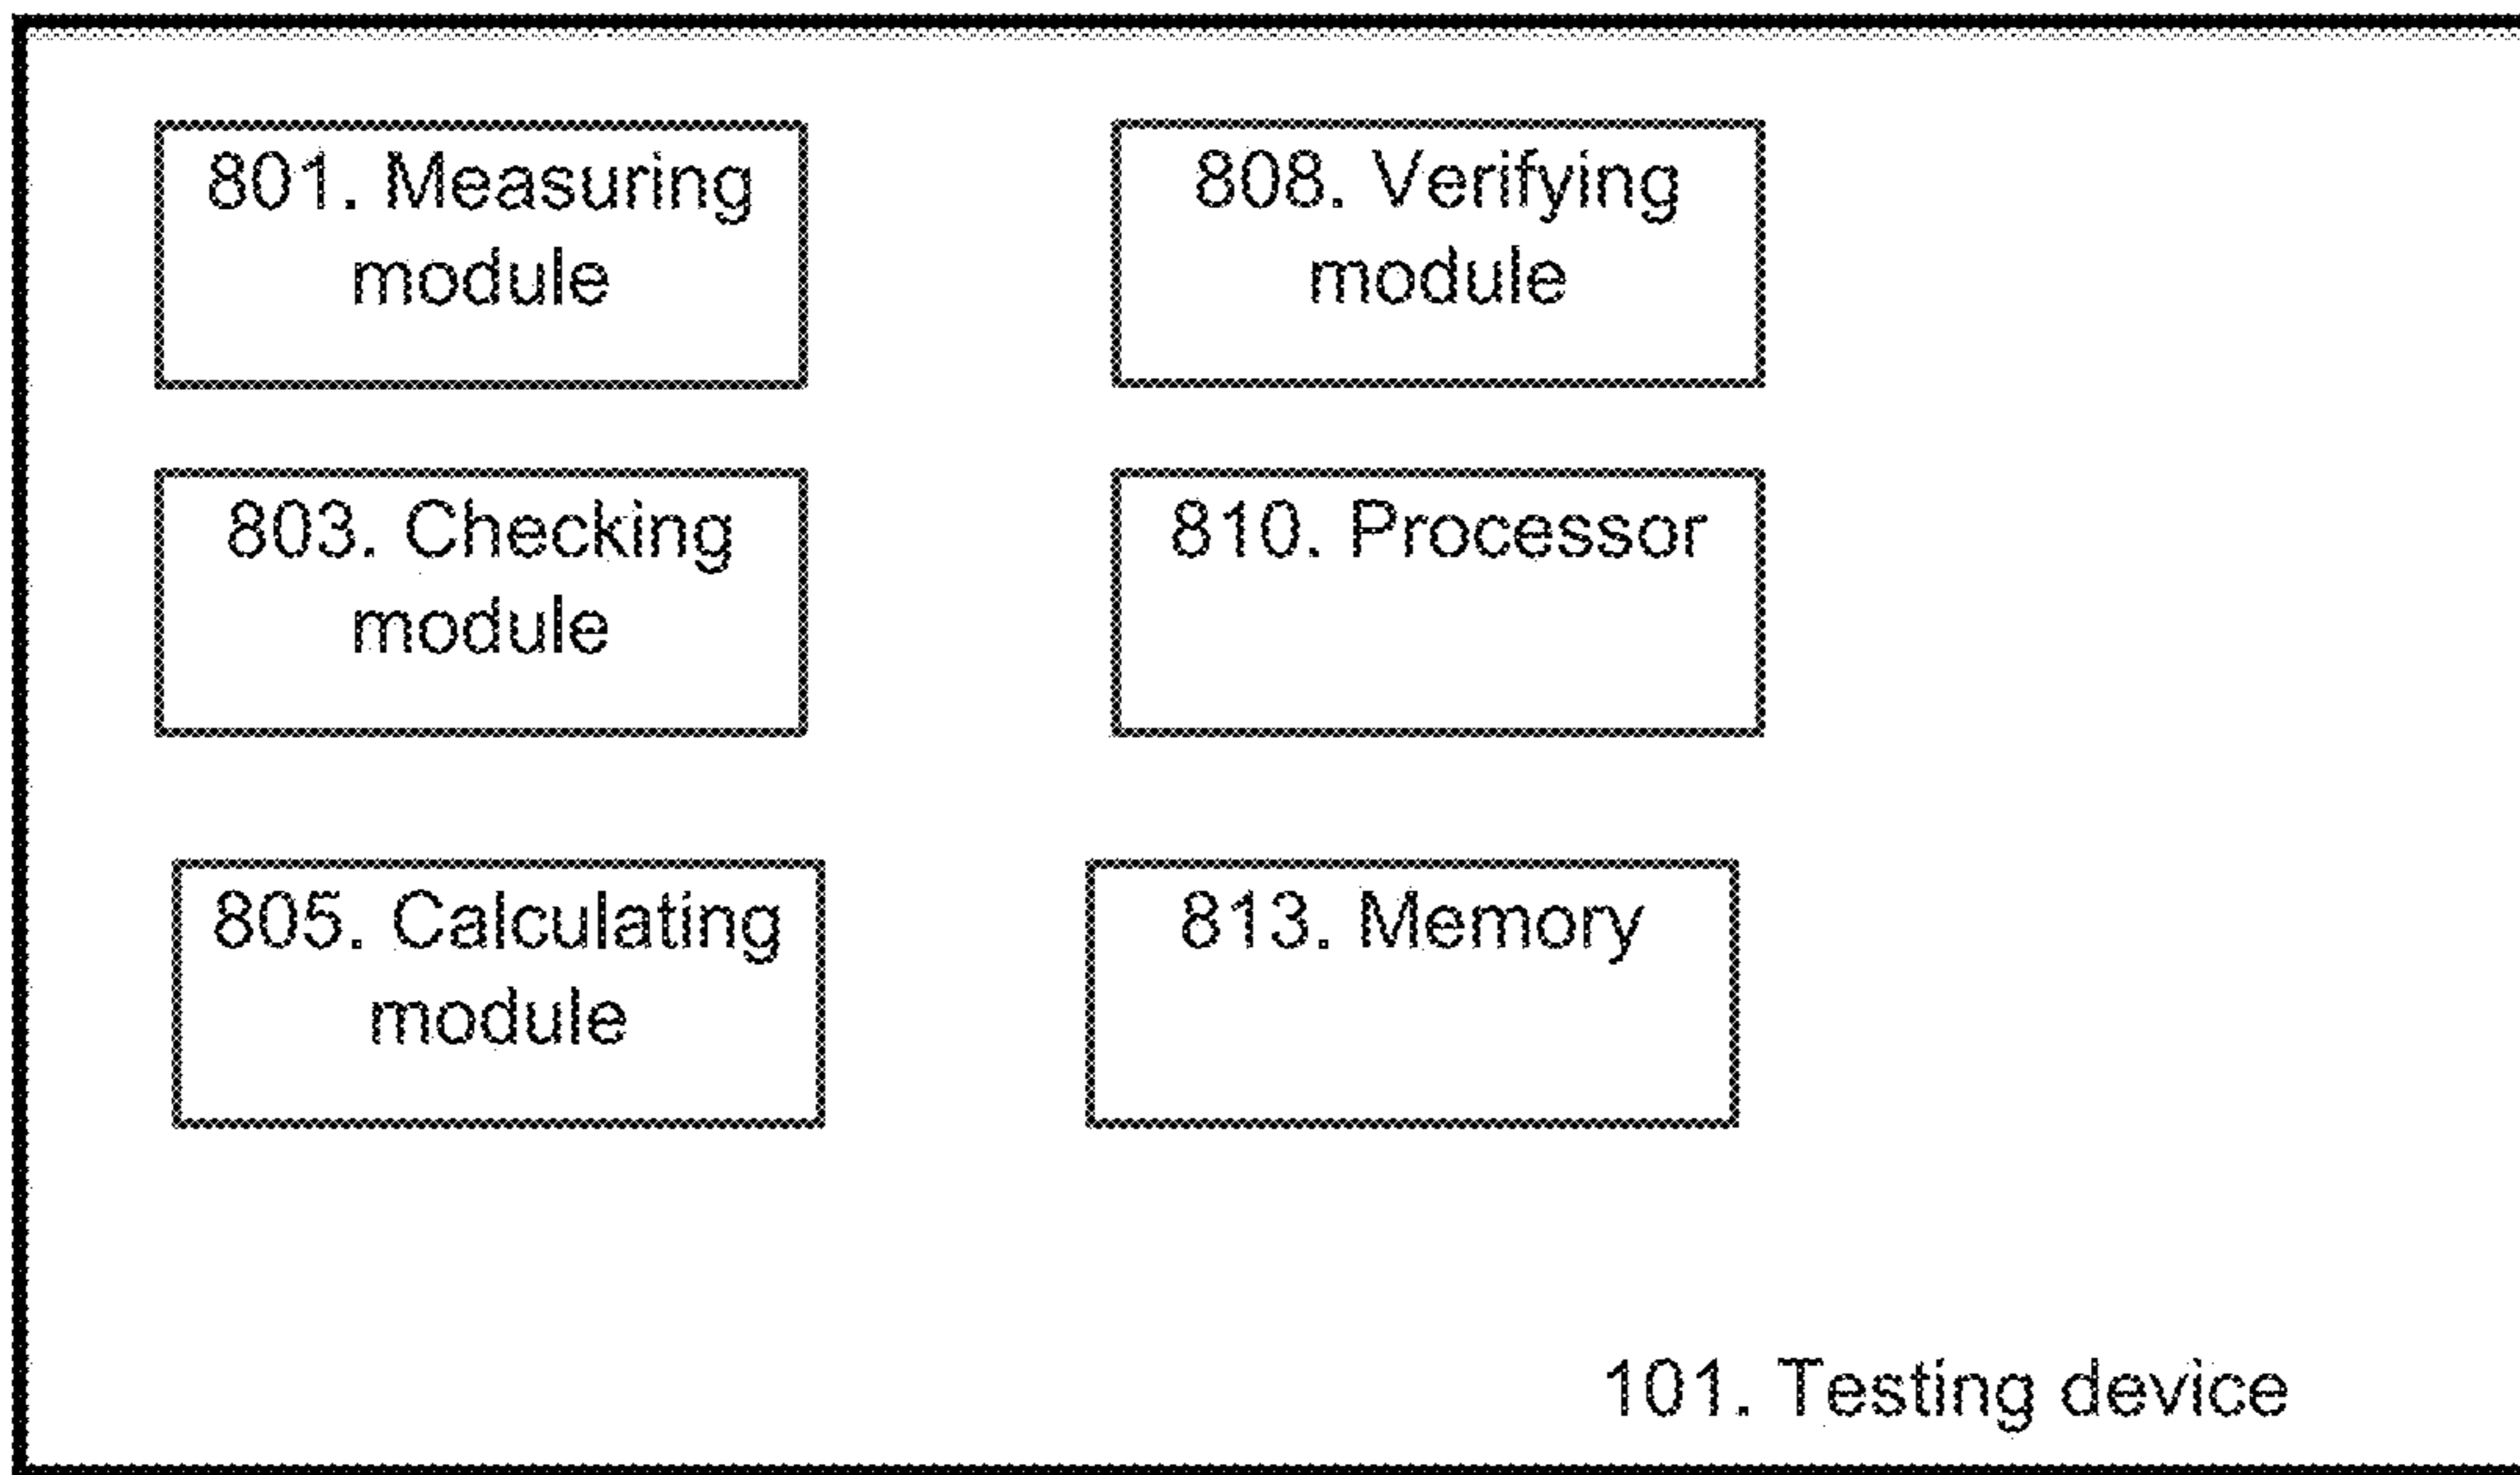 801. Measuring
module
808. Verifying
module
803. Checking
module
810. Processor
805. Calculating
module
813. Memory
101. Testing device